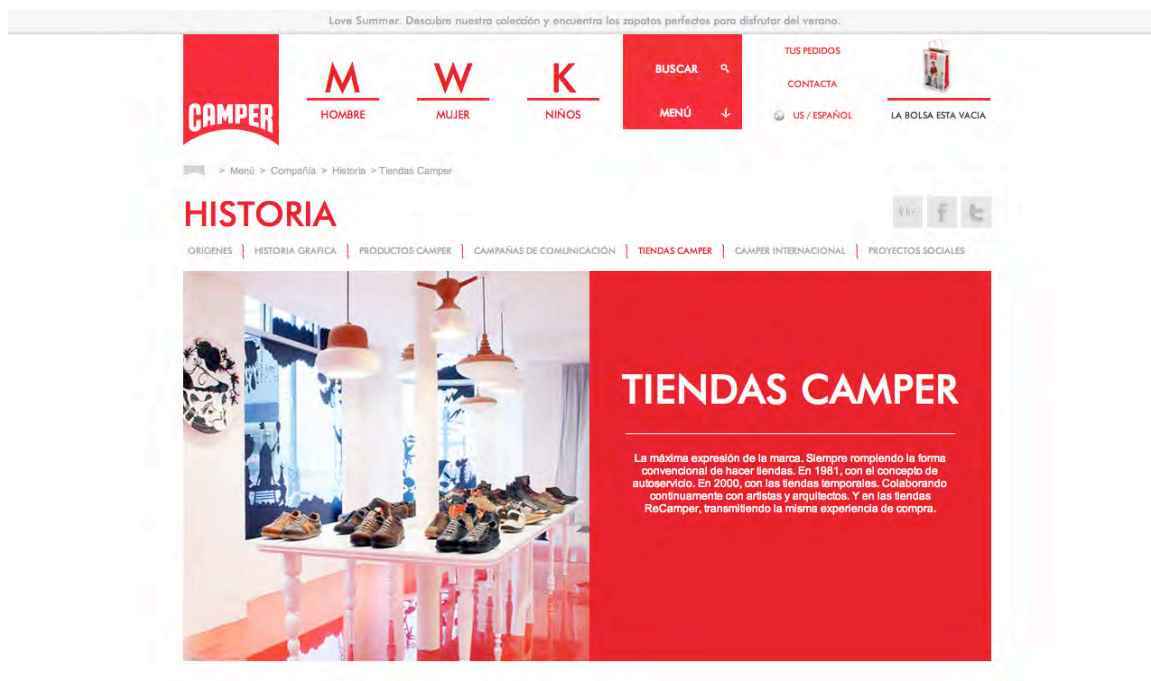 Love Summer. Descubre nuestra colección y encuentra los zapatos perfectos para disfrutar del verano.
CAMPER
M
HOMBRE
W
MUJER
K
NIÑOS
BUSCAR
MENÚ
TUS PEDIDOS
CONTACTA
US / ESPAÑOL
LA BOLSA ESTA VACIA
> Menú > Compañía > Historia > Tiendas Camper
HISTORIA
ORIGENES
HISTORIA GRAFICA
PRODUCTOS CAMPER
CAMPAÑAS DE COMUNICACIÓN
TIENDAS CAMPER
CAMPER INTERNACIONAL
PROYECTOS SOCIALES
TIENDAS CAMPER
La máxima expresión de la marca. Siempre rompiendo la forma
convencional de hacer tiendas. En 1981, con el concepto de
autoservicio. En 2000, con las tiendas temporales. Colaborando
continuamente con artistas y arquitectos. Y en las tiendas
ReCamper, transmitiendo la misma experiencia de compra.